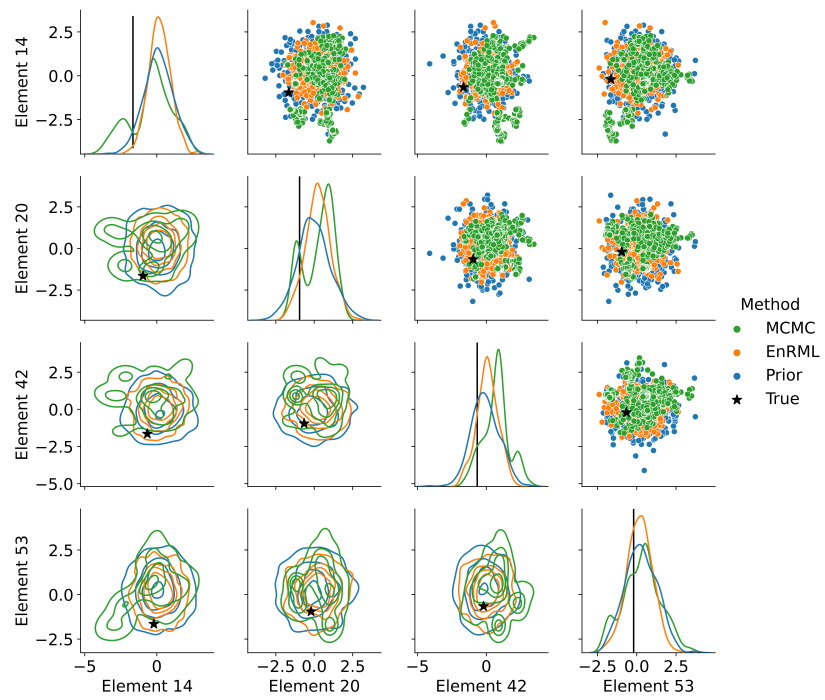 Element 14
2.5
0.0
−2.5
Element 20
2.5
0.0
−2.5
Element 42
2.5
0.0
−2.5
−5.0
Element 53
2.5
0.0
−2.5
−5 0
−2.5 0.0 2.5
−5 0
−2.5 0.0 2.5
Element 14
Element 20
Element 42
Element 53
Method
MCMC
EnRML
Prior
True